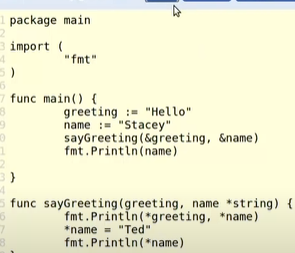 package main
import (
"fmt"
)
func main() {
greeting := "Hello"
name := "Stacey"
sayGreeting(&greeting, &name)
fmt.Println(name)
}
func sayGreeting(greeting, name *string) {
fmt.Println(*greeting, *name)
*name = "Ted"
fmt.Println(*name)